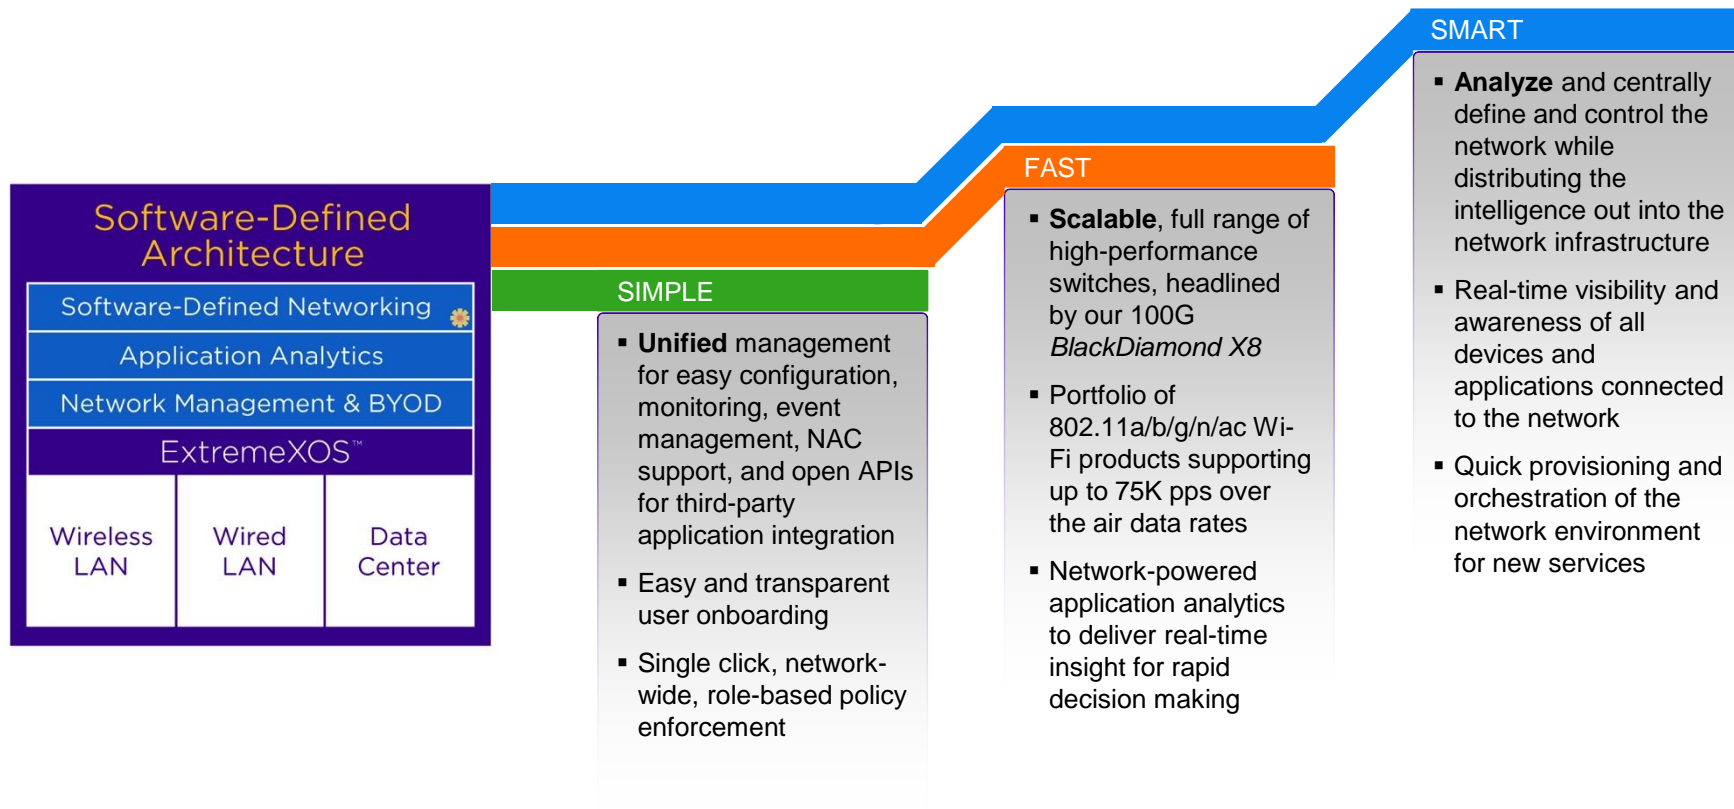 Software-Defined
Architecture
Software-Defined Networking
Application Analytics
Network Management & BYOD
ExtremeXOS™
Wireless
LAN
Wired
LAN
Data
Center
SIMPLE
▪ Unified management
for easy configuration,
monitoring, event
management, NAC
support, and open APIs
for third-party
application integration
▪ Easy and transparent
user onboarding
▪ Single click, network-
wide, role-based policy
enforcement
FAST
▪ Scalable, full range of
high-performance
switches, headlined
by our 100G
BlackDiamond X8
▪ Portfolio of
802.11a/b/g/n/ac Wi-
Fi products supporting
up to 75K pps over
the air data rates
▪ Network-powered
application analytics
to deliver real-time
insight for rapid
decision making
SMART
▪ Analyze and centrally
define and control the
network while
distributing the
intelligence out into the
network infrastructure
▪ Real-time visibility and
awareness of all
devices and
applications connected
to the network
▪ Quick provisioning and
orchestration of the
network environment
for new services